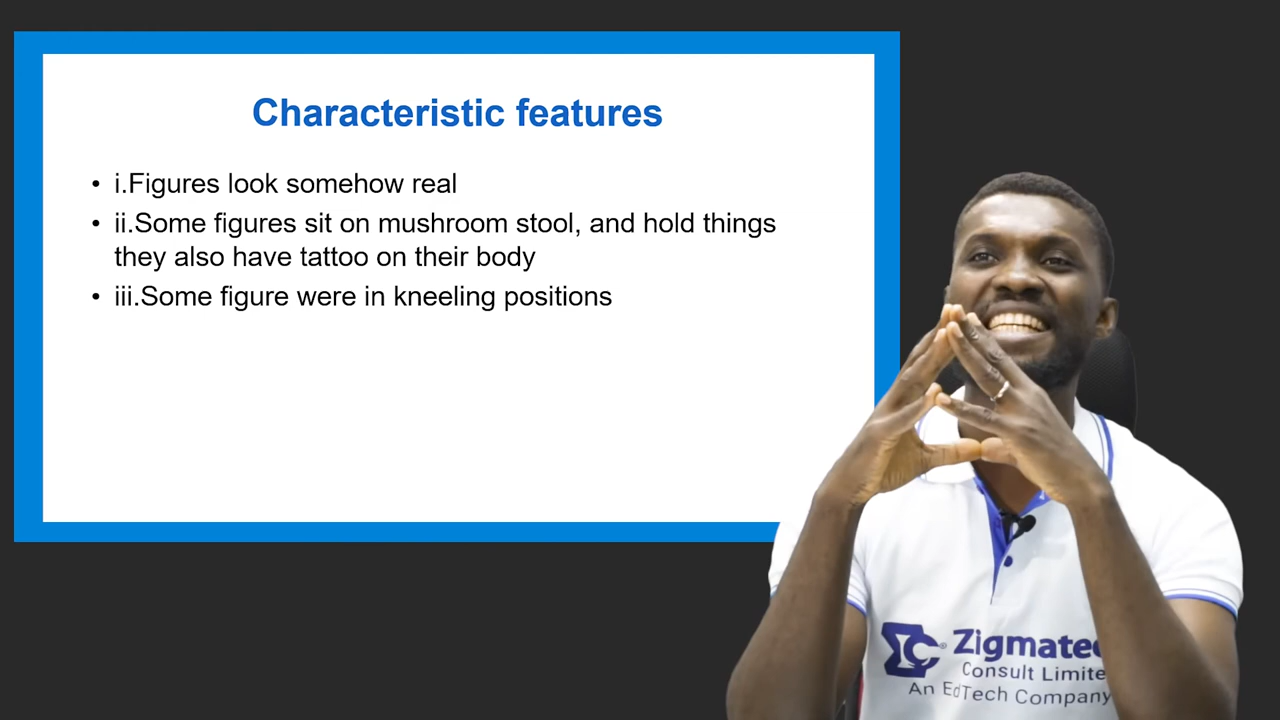 Characteristic features
• i.Figures look somehow real
• ii.Some figures sit on mushroom stool, and hold things
they also have tattoo on their body
• iii.Some figure were in kneeling positions
Zigmatec
Consult Limite
An EdTech Company